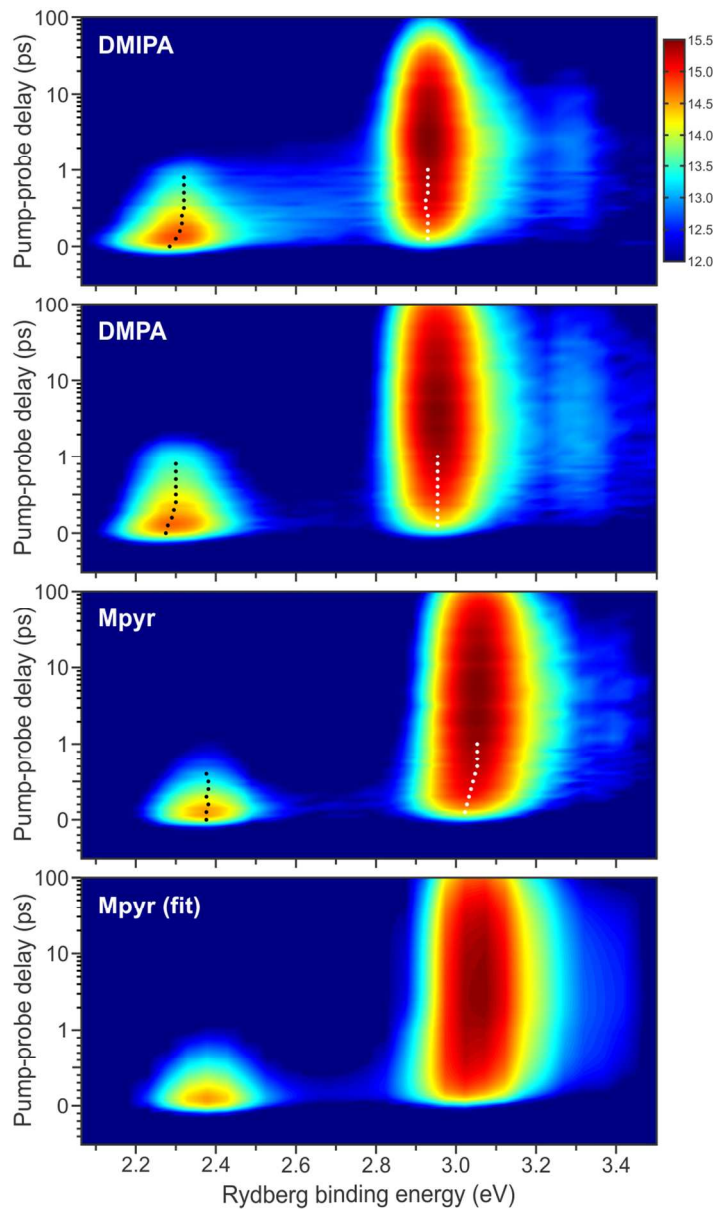 DMIPA
Pump-probe delay (ps)
100
10
1
0
15.5
15.0
14.5
14.0
13.5
13.0
12.5
12.0
DMPA
Pump-probe delay (ps)
100
10
1
0
Mpyr
Pump-probe delay (ps)
100
10
1
0
Mpyr (fit)
Pump-probe delay (ps)
100
10
1
0
2.2 2.4 2.6 2.8 3.0 3.2 3.4
Rydberg binding energy (eV)